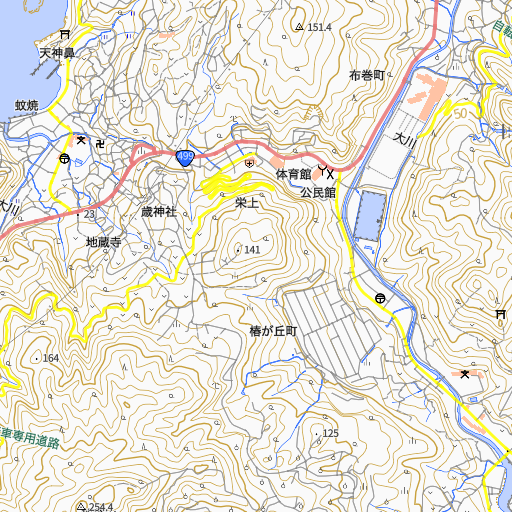 151.4
天神鼻
布巻町
蚊焼
50
大川
499
体育館
公民館
大川
23
歳神社
栄上
地蔵寺
141
椿が丘町
164
125
車専用道路
254.4